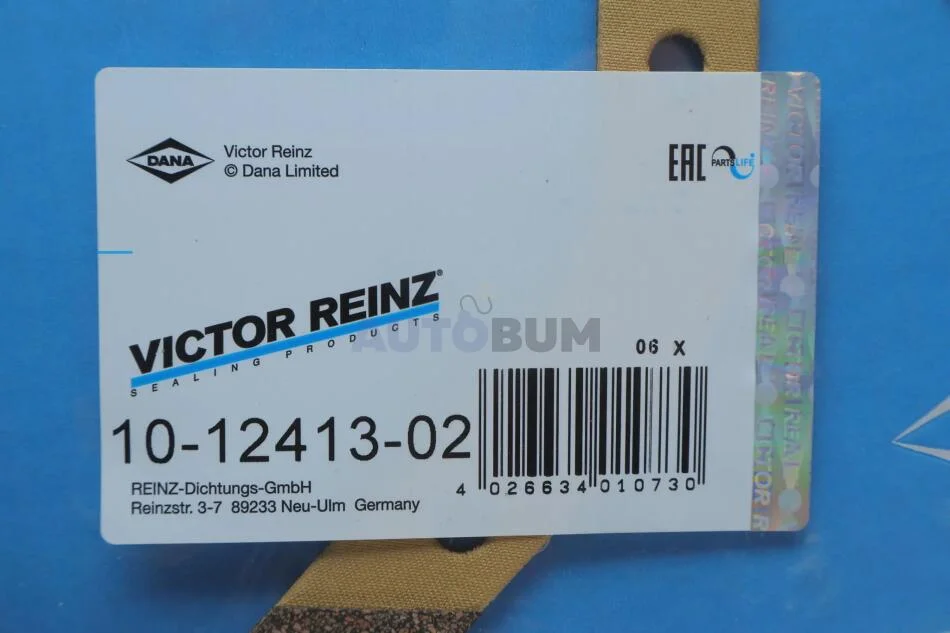 DANA
Victor Reinz
© Dana Limited
EAC
PARTSLIFE
VICTOR REINZ®
SEALING PRODUCTS
AUTOBUM
06 X
10-12413-02
4 026634 010730
REINZ-Dichtungs-GmbH
Reinzstr. 3-7 89233 Neu-Ulm Germany